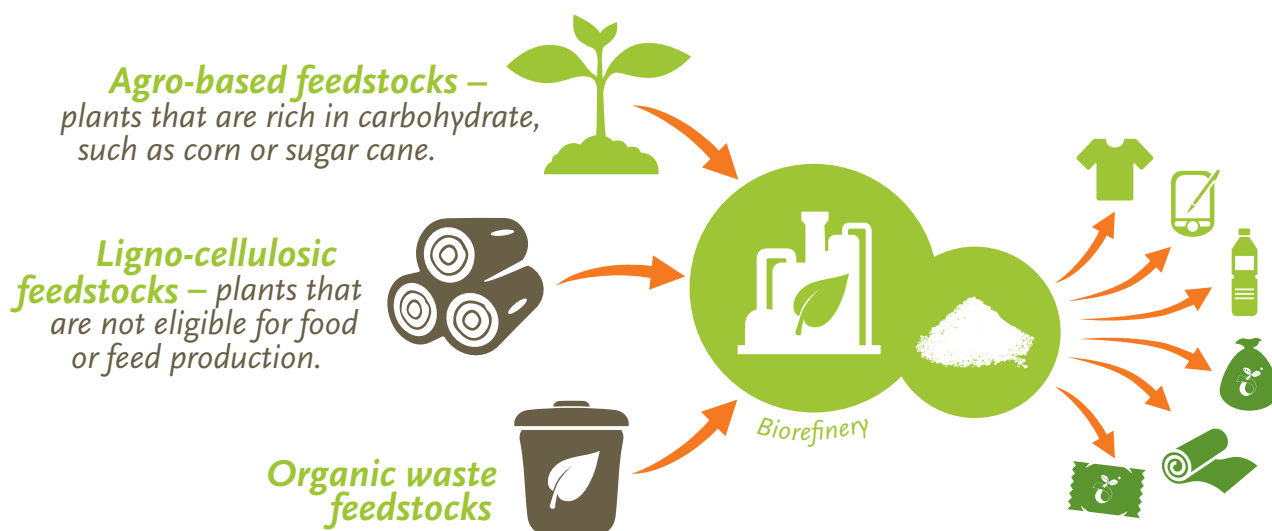 Agro-based feedstocks –
plants that are rich in carbohydrate,
such as corn or sugar cane.
Ligno-cellulosic
feedstocks – plants that
are not eligible for food
or feed production.
Organic waste
feedstocks
Biorefinery